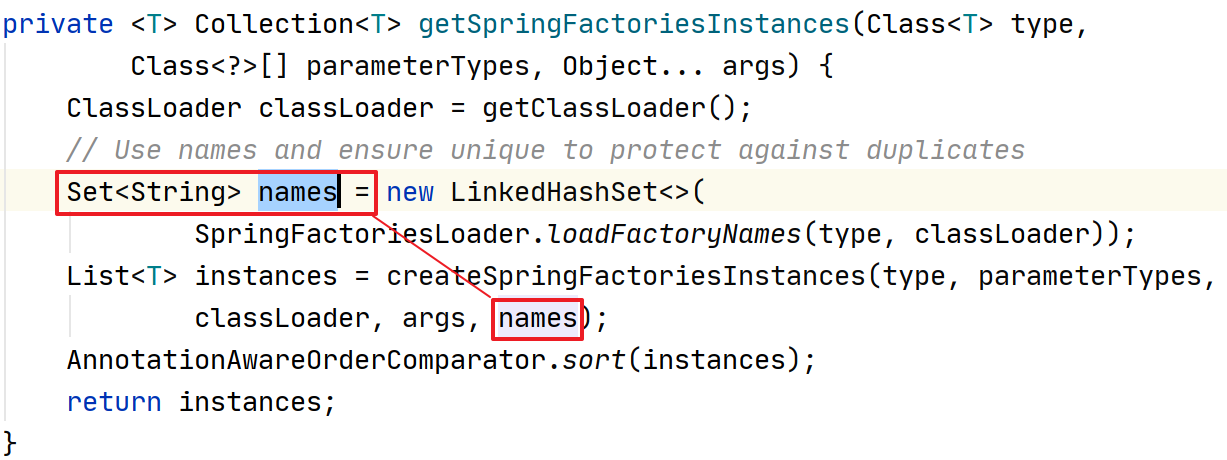 private <T> Collection<T> getSpringFactoriesInstances(Class<T> type,
        Class<?>[] parameterTypes, Object... args) {
    ClassLoader classLoader = getClassLoader();
    // Use names and ensure unique to protect against duplicates
    Set<String> names = new LinkedHashSet<>(
            SpringFactoriesLoader.loadFactoryNames(type, classLoader));
    List<T> instances = createSpringFactoriesInstances(type, parameterTypes,
            classLoader, args, names);
    AnnotationAwareOrderComparator.sort(instances);
    return instances;
}